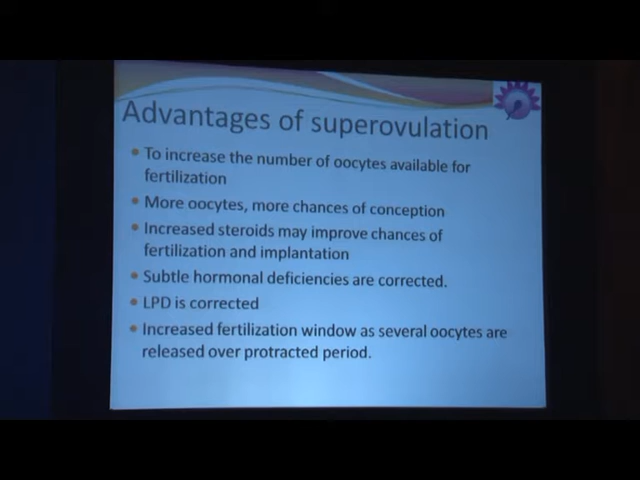 Advantages of superovulation
• To increase the number of oocytes available for
fertilization
• More oocytes, more chances of conception
• Increased steroids may improve chances of
fertilization and implantation
• Subtle hormonal deficiencies are corrected.
• LPD is corrected
• Increased fertilization window as several oocytes are
released over protracted period.